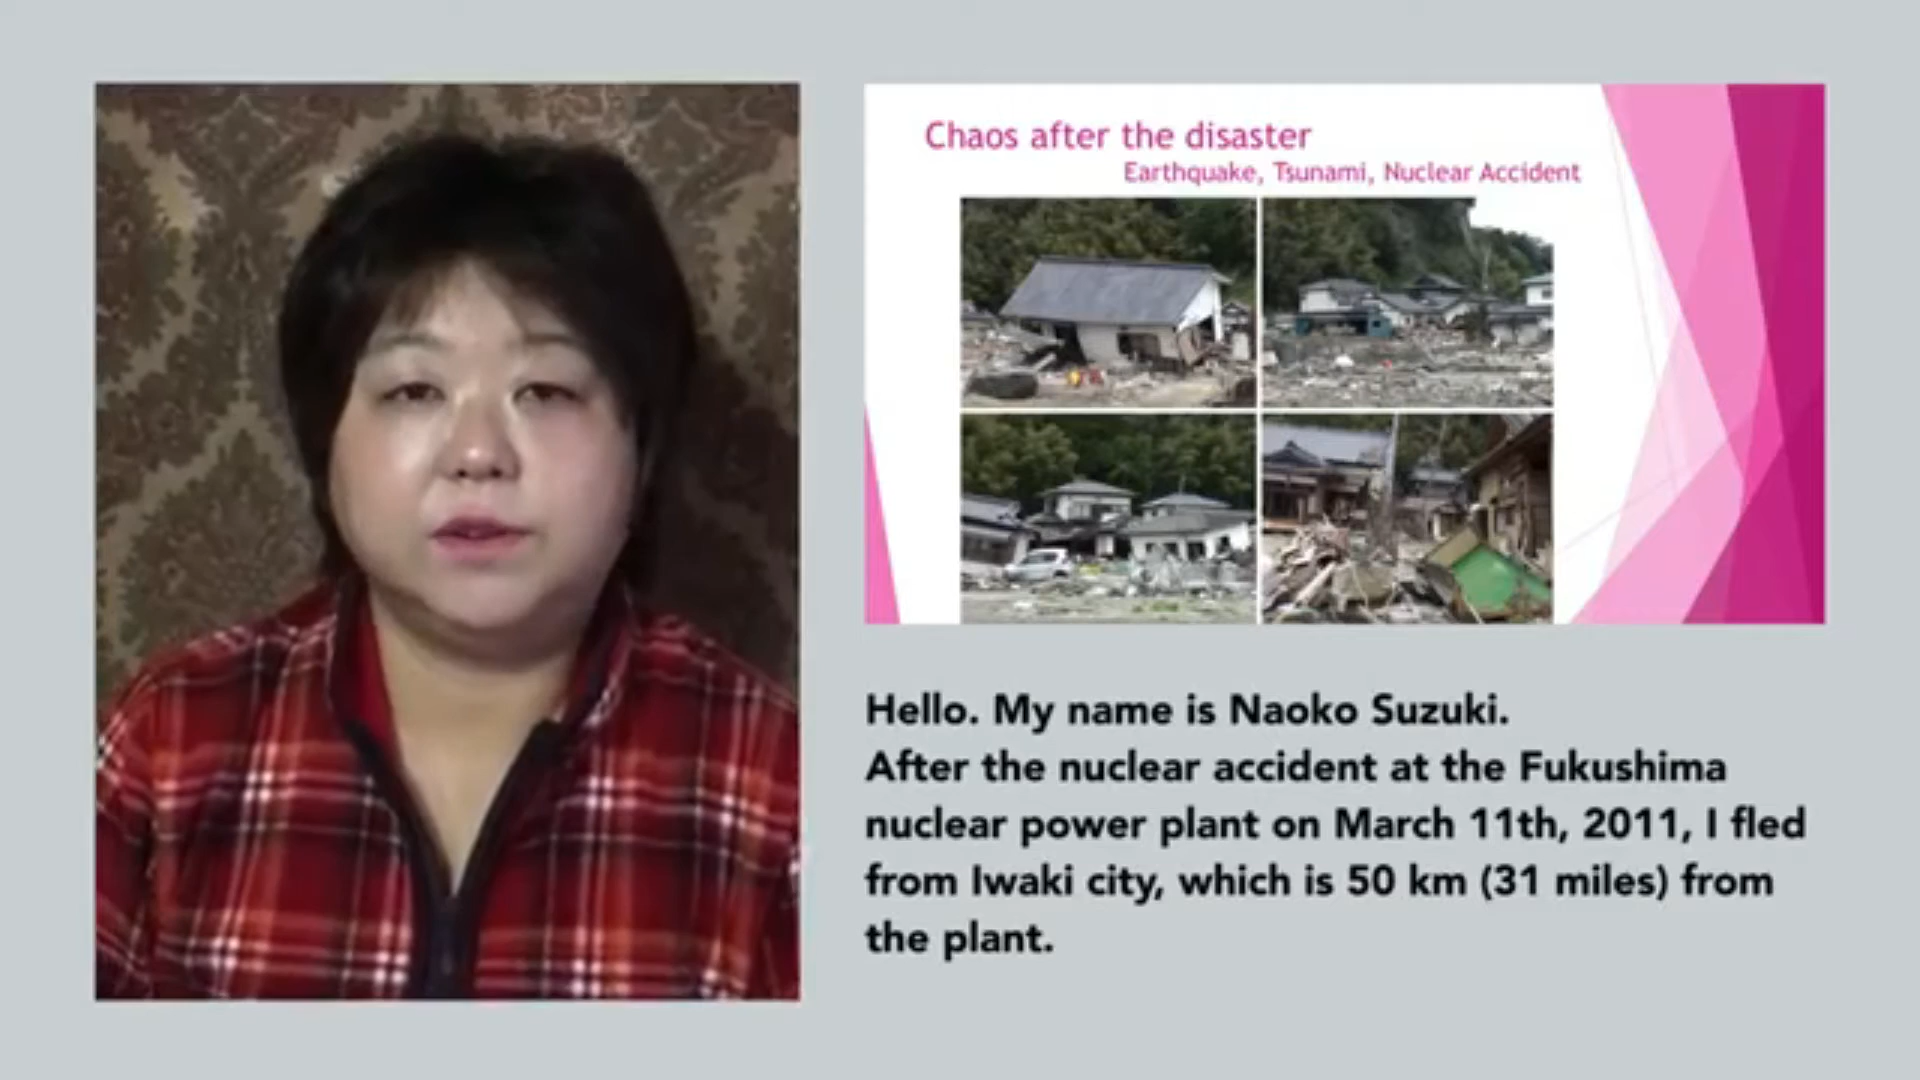 Chaos after the disaster
Earthquake, Tsunami, Nuclear Accident
Hello. My name is Naoko Suzuki.
After the nuclear accident at the Fukushima
nuclear power plant on March 11th, 2011, I fled
from Iwaki city, which is 50 km (31 miles) from
the plant.